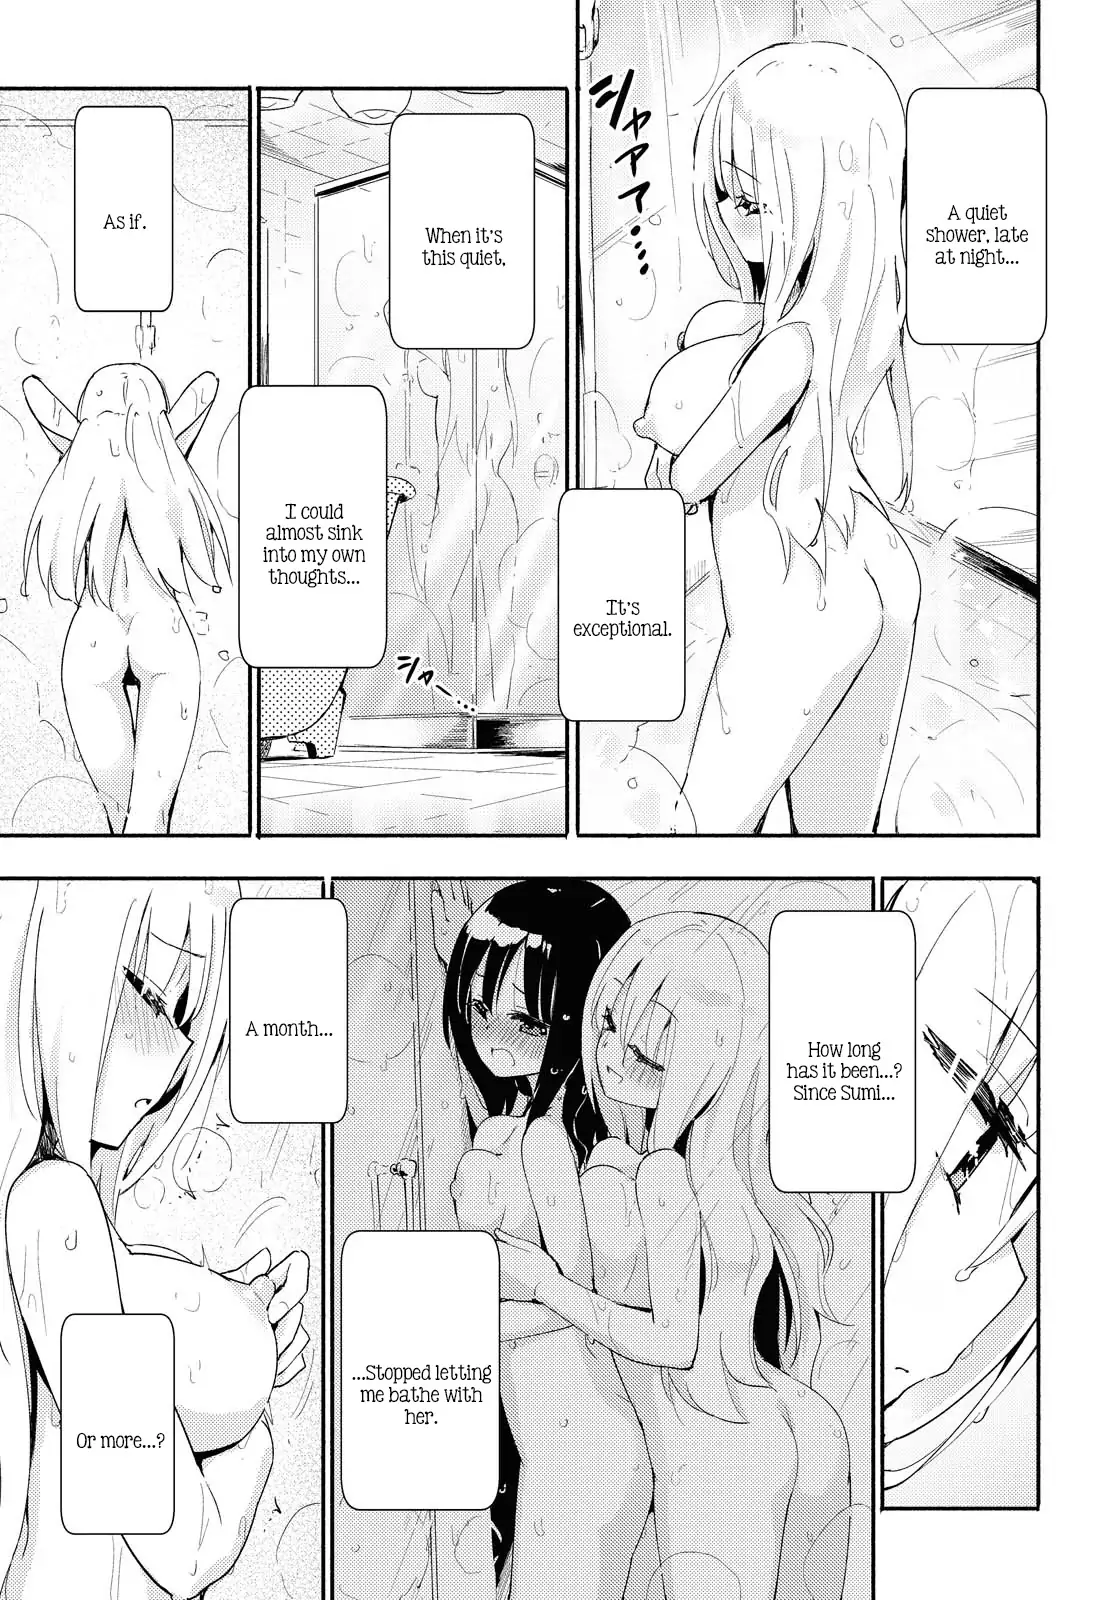 A quiet
shower, late
at night...
シャアアア・・・・・
It's
exceptional.
When it's
this quiet,
シャー・・・
I could
almost sink
into my own
thoughts...
As if.
How long
has it been...?
Since Sumi...
...Stopped letting
me bathe with
her.
A month...
Or more...?